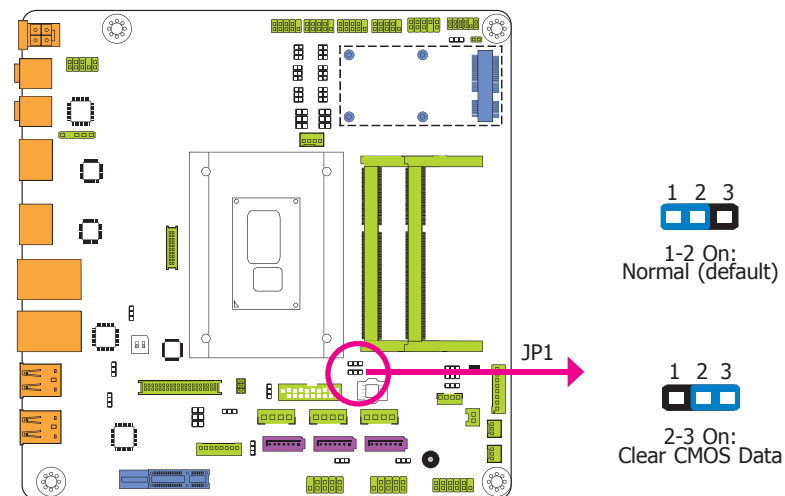 1 2 3
1-2 On:
Normal (default)
JP1
1 2 3
2-3 On:
Clear CMOS Data